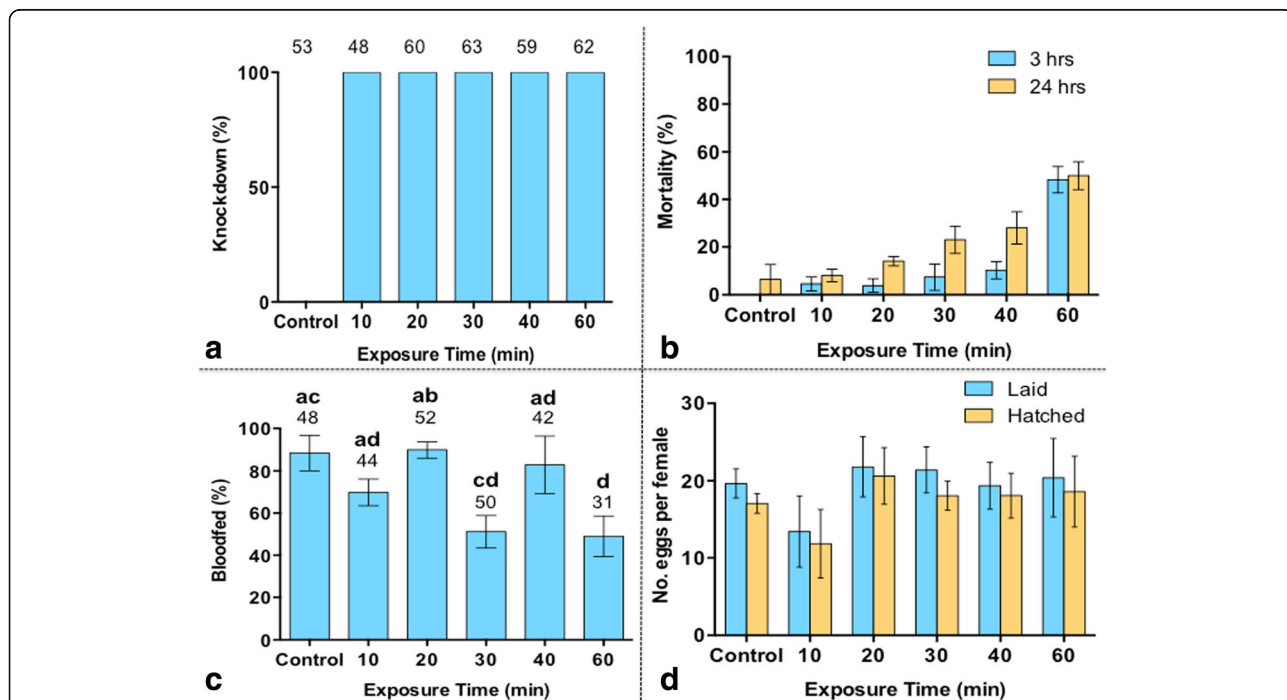 53 48 60 63 59 62
100
50
0
Knockdown (%)
Control 10 20 30 40 60
Exposure Time (min)
a
3 hrs
24 hrs
100
80
60
40
20
0
Mortality (%)
Control 10 20 30 40 60
Exposure Time (min)
b
ac ad ab cd ad d
48 44 52 50 42 31
100
80
60
40
20
0
Bloodfed (%)
Control 10 20 30 40 60
Exposure Time (min)
c
Laid
Hatched
30
20
10
0
No. eggs per female
Control 10 20 30 40 60
Exposure Time (min)
d